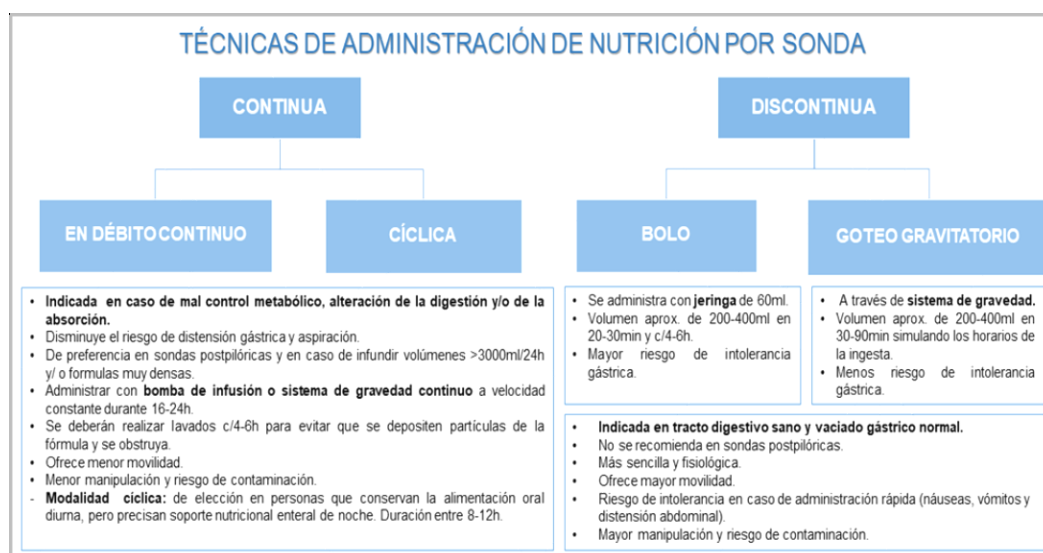 TÉCNICAS DE ADMINISTRACIÓN DE NUTRICIÓN POR SONDA
CONTINUA
DISCONTINUA
EN DÉBITO CONTINUO
CÍCLICA
BOLO
GOTEO GRAVITATORIO
• Indicada en caso de mal control metabólico, alteración de la digestión y/o de la
absorción.
• Disminuye el riesgo de distensión gástrica y aspiración.
• De preferencia en sondas postpilóricas y en caso de infundir volúmenes >3000ml/24h
y/ o formulas muy densas.
• Administrar con bomba de infusión o sistema de gravedad continuo a velocidad
constante durante 16-24h.
• Se deberán realizar lavados c/4-6h para evitar que se depositen partículas de la
fórmula y se obstruya.
• Ofrece menor movilidad.
• Menor manipulación y riesgo de contaminación.
- Modalidad cíclica: de elección en personas que conservan la alimentación oral
diurna, pero precisan soporte nutricional enteral de noche. Duración entre 8-12h.
• Se administra con jeringa de 60ml.
• Volumen aprox. de 200-400ml en
20-30min y c/4-6h.
• Mayor riesgo de intolerancia
gástrica.
• A través de sistema de gravedad.
• Volumen aprox. de 200-400ml en
30-90min simulando los horarios de
la ingesta.
• Menos riesgo de intolerancia
gástrica.
• Indicada en tracto digestivo sano y vaciado gástrico normal.
• No se recomienda en sondas postpilóricas.
• Más sencilla y fisiológica.
• Ofrece mayor movilidad.
• Riesgo de intolerancia en caso de administración rápida (náuseas, vómitos y
distensión abdominal).
• Mayor manipulación y riesgo de contaminación.